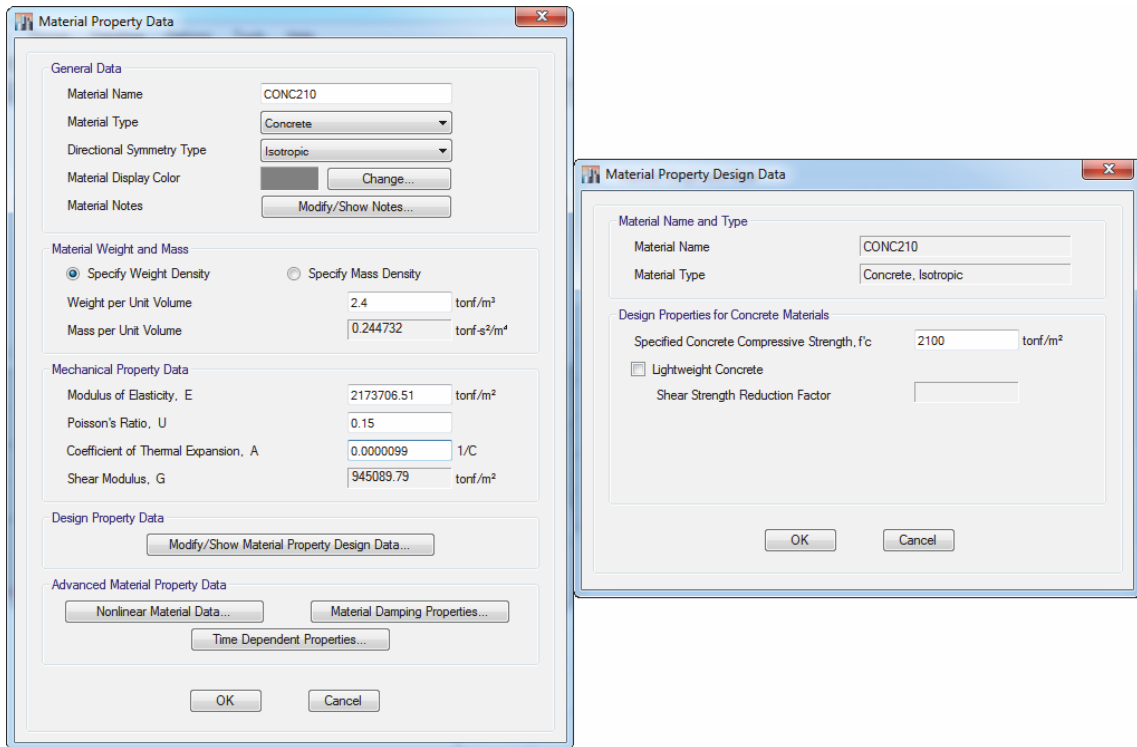 Material Property Data
General Data
Material Name CONC210
Material Type Concrete
Directional Symmetry Type Isotropic
Material Display Color Change...
Material Notes Modify/Show Notes...
Material Weight and Mass
Specify Weight Density Specify Mass Density
Weight per Unit Volume 2.4 tonf/m³
Mass per Unit Volume 0.244732 tonf-s²/m⁴
Mechanical Property Data
Modulus of Elasticity, E 2173706.51 tonf/m²
Poisson's Ratio, U 0.15
Coefficient of Thermal Expansion, A 0.0000099 1/C
Shear Modulus, G 945089.79 tonf/m²
Design Property Data
Modify/Show Material Property Design Data...
Advanced Material Property Data
Nonlinear Material Data... Material Damping Properties...
Time Dependent Properties...
OK Cancel
Material Property Design Data
Material Name and Type
Material Name CONC210
Material Type Concrete, Isotropic
Design Properties for Concrete Materials
Specified Concrete Compressive Strength, f'c 2100 tonf/m²
Lightweight Concrete
Shear Strength Reduction Factor
OK Cancel